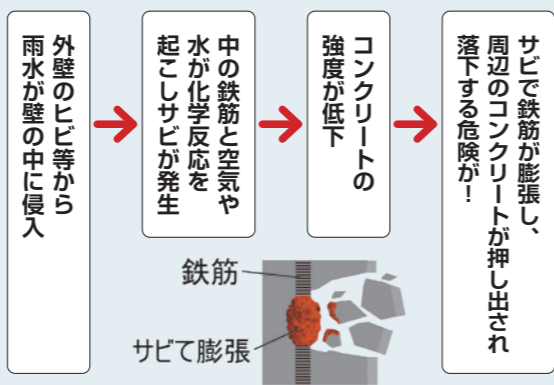 外壁のヒビ等から
雨水が壁の中に侵入
中の鉄筋と空気や
水が化学反応を
起こしサビが発生
コンクリートの
強度が低下
サビで鉄筋が膨張し、
周辺のコンクリートが押し出され
落下する危険が！
鉄筋
サビて膨張